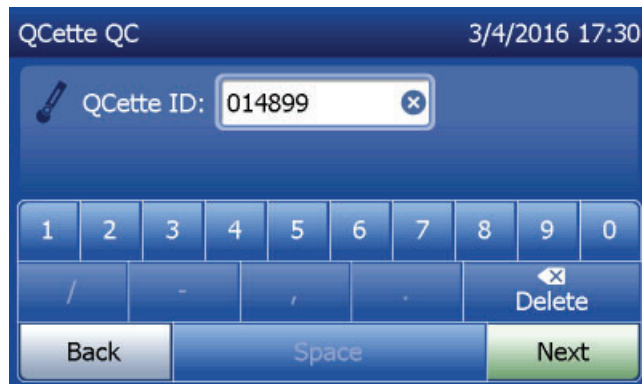 QCette QC 3/4/2016 17:30
QCette ID: 014899
1 2 3 4 5 6 7 8 9 0
/ - , .
Delete
Back Space Next